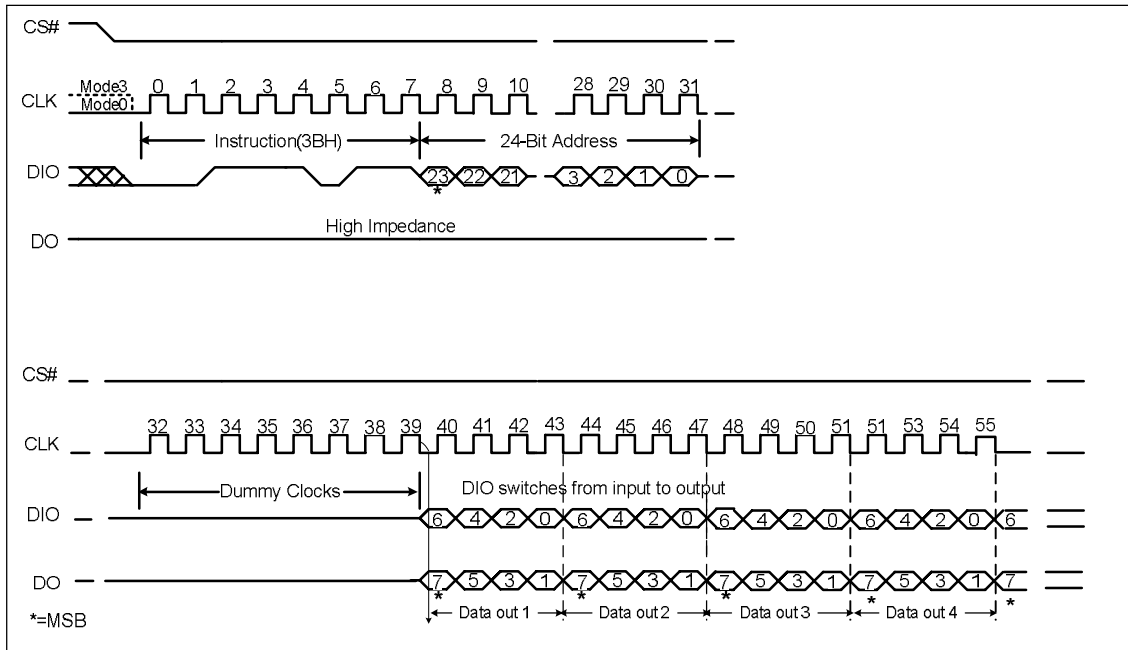 CS#
Mode3
CLK
Mode0
0 1 2 3 4 5 6 7 8 9 10 28 29 30 31
Instruction(3BH)
24-Bit Address
DIO
23 22 21 3 2 1 0
*
High Impedance
DO
CS#
32 33 34 35 36 37 38 39 40 41 42 43 44 45 46 47 48 49 50 51 51 53 54 55
CLK
Dummy Clocks
DIO switches from input to output
DIO
6 4 2 0 6 4 2 0 6 4 2 0 6 4 2 0 6
DO
7 5 3 1 7 5 3 1 7 5 3 1 7 5 3 1 7
* * * * *
Data out 1
Data out 2
Data out 3
Data out 4
*=MSB